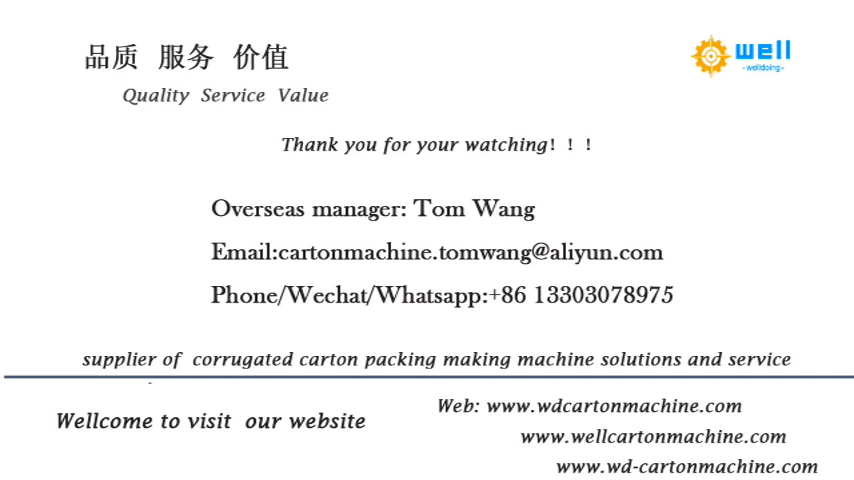 品质 服务 价值
well
-welldoing-
Quality Service Value
Thank you for your watching！！！
Overseas manager: Tom Wang
Email:cartonmachine.tomwang@aliyun.com
Phone/Wechat/Whatsapp:+86 13303078975
supplier of corrugated carton packing making machine solutions and service
Wellcome to visit our website
Web: www.wdcartonmachine.com
www.wellcartonmachine.com
www.wd-cartonmachine.com